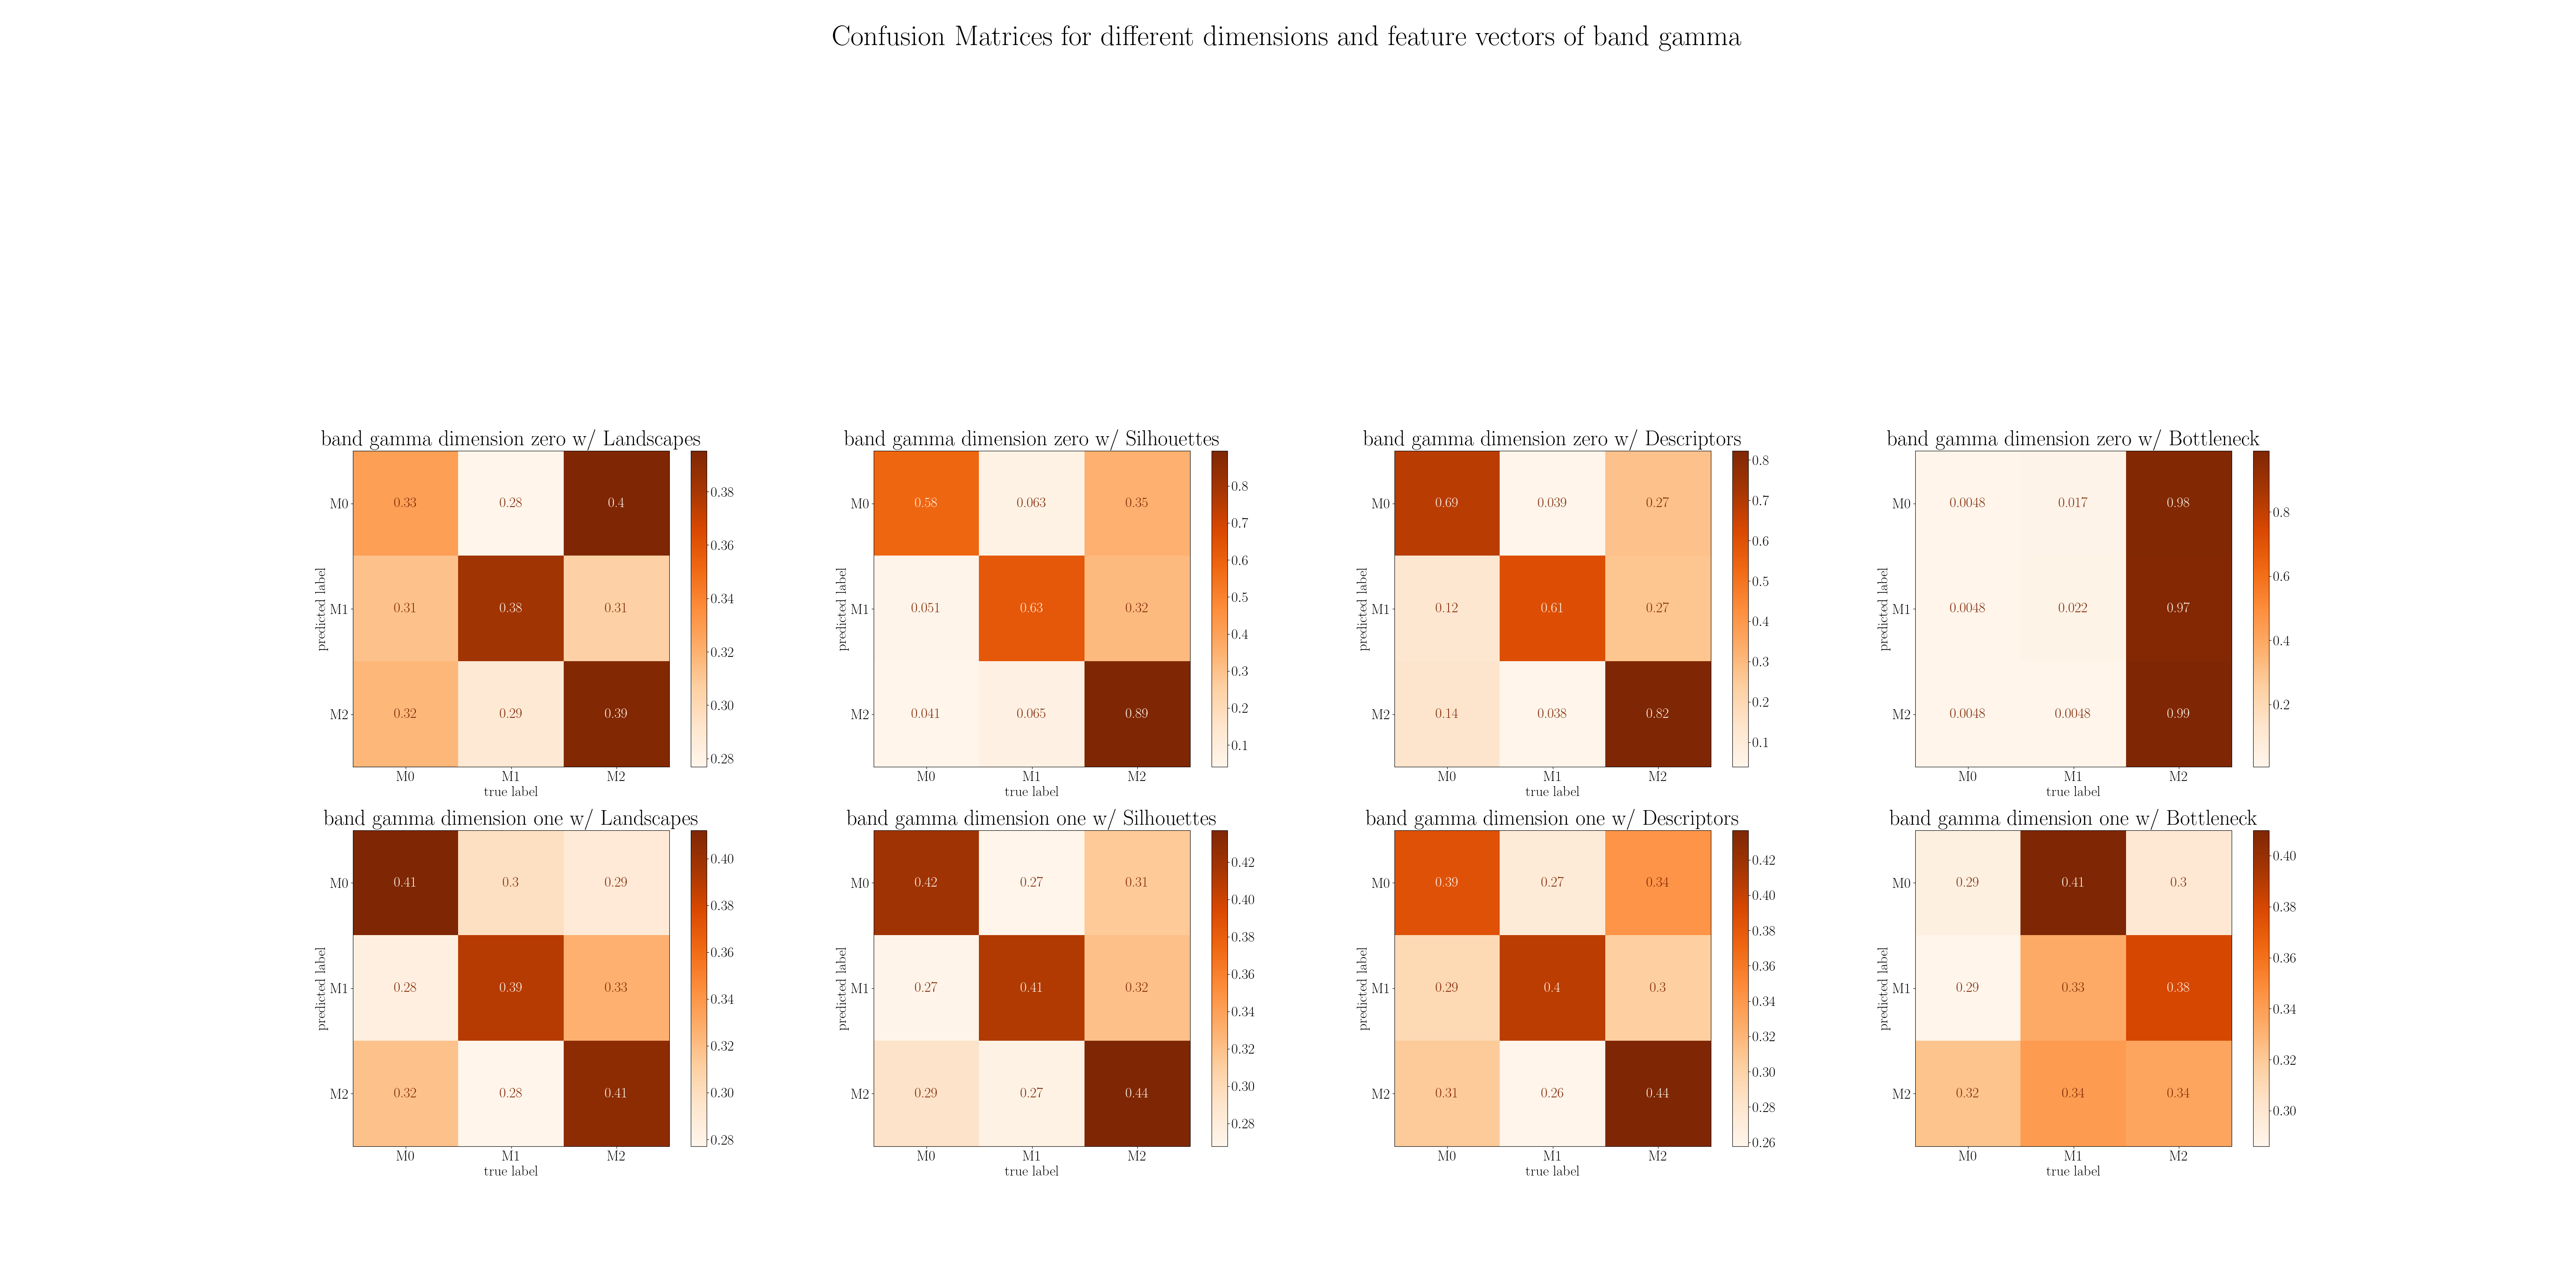 Confusion Matrices for different dimensions and feature vectors of band gamma
band gamma dimension zero w/ Landscapes
predicted label
M0 0.33 0.28 0.4
M1 0.31 0.38 0.31
M2 0.32 0.29 0.39
M0 M1 M2
true label
0.38
0.36
0.34
0.32
0.30
0.28
band gamma dimension zero w/ Silhouettes
predicted label
M0 0.58 0.063 0.35
M1 0.051 0.63 0.32
M2 0.041 0.065 0.89
M0 M1 M2
true label
0.8
0.7
0.6
0.5
0.4
0.3
0.2
0.1
band gamma dimension zero w/ Descriptors
predicted label
M0 0.69 0.039 0.27
M1 0.12 0.61 0.27
M2 0.14 0.038 0.82
M0 M1 M2
true label
0.8
0.7
0.6
0.5
0.4
0.3
0.2
0.1
band gamma dimension zero w/ Bottleneck
predicted label
M0 0.0048 0.017 0.98
M1 0.0048 0.022 0.97
M2 0.0048 0.0048 0.99
M0 M1 M2
true label
0.8
0.6
0.4
0.2
band gamma dimension one w/ Landscapes
predicted label
M0 0.41 0.3 0.29
M1 0.28 0.39 0.33
M2 0.32 0.28 0.41
M0 M1 M2
true label
0.40
0.38
0.36
0.34
0.32
0.30
0.28
band gamma dimension one w/ Silhouettes
predicted label
M0 0.42 0.27 0.31
M1 0.27 0.41 0.32
M2 0.29 0.27 0.44
M0 M1 M2
true label
0.42
0.40
0.38
0.36
0.34
0.32
0.30
0.28
band gamma dimension one w/ Descriptors
predicted label
M0 0.39 0.27 0.34
M1 0.29 0.4 0.3
M2 0.31 0.26 0.44
M0 M1 M2
true label
0.42
0.40
0.38
0.36
0.34
0.32
0.30
0.28
0.26
band gamma dimension one w/ Bottleneck
predicted label
M0 0.29 0.41 0.3
M1 0.29 0.33 0.38
M2 0.32 0.34 0.34
M0 M1 M2
true label
0.40
0.38
0.36
0.34
0.32
0.30